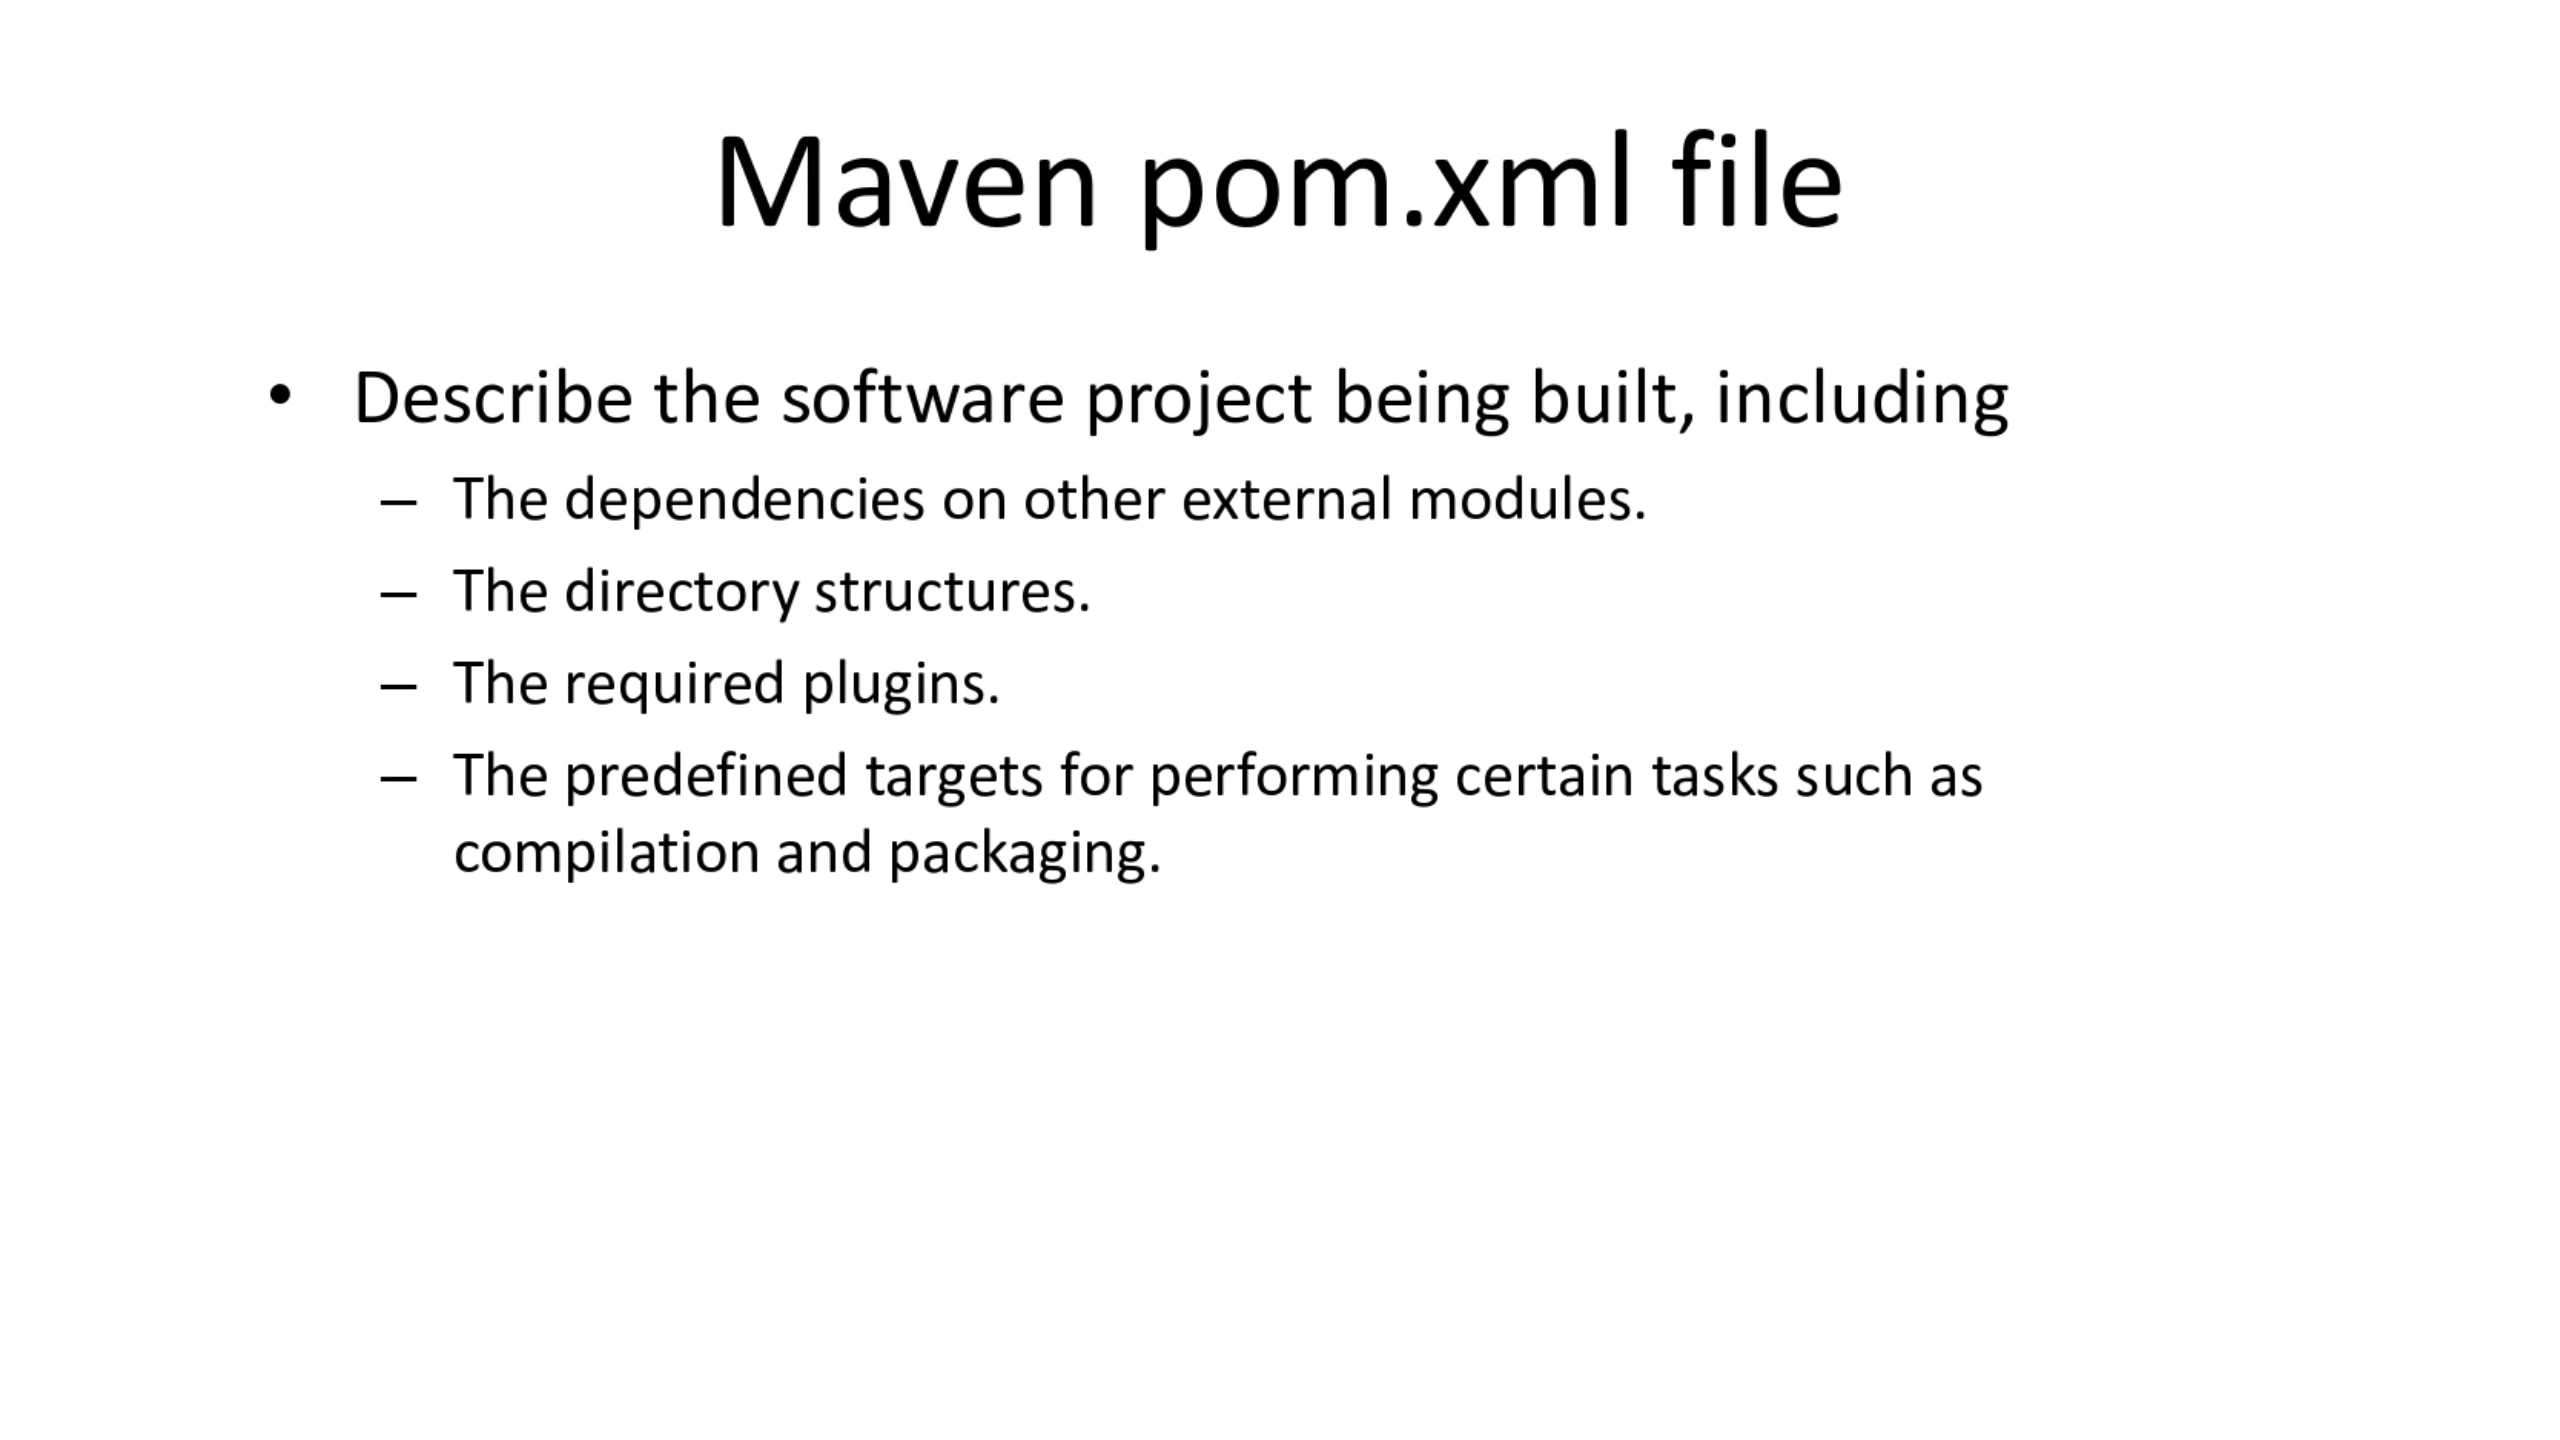 Maven pom.xml file
• Describe the software project being built, including
– The dependencies on other external modules.
– The directory structures.
– The required plugins.
– The predefined targets for performing certain tasks such as
compilation and packaging.